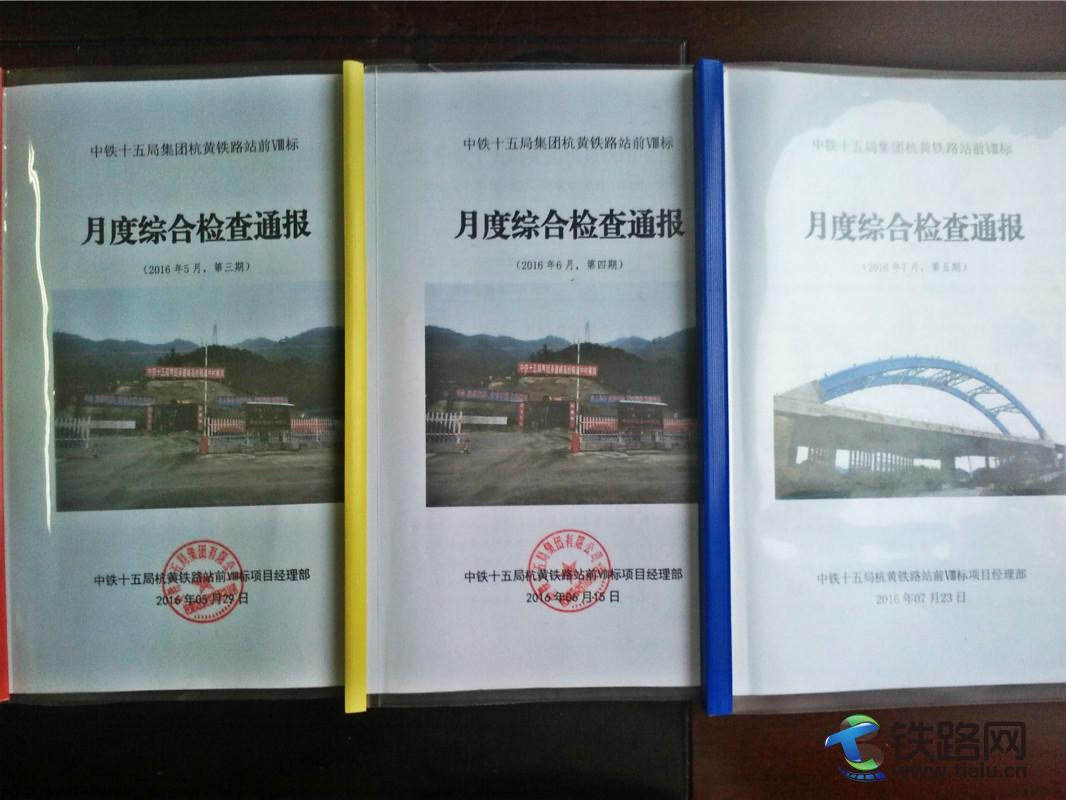 中铁十五局集团杭黄铁路站前Ⅷ标
月度综合检查通报
（2016年5月，第三期）
中铁十五局杭黄铁路站前Ⅷ标项目经理部
2016年05月29日
中铁十五局集团杭黄铁路站前Ⅷ标
月度综合检查通报
（2016年6月，第四期）
中铁十五局杭黄铁路站前Ⅷ标项目经理部
2016年06月15日
中铁十五局集团杭黄铁路站前Ⅷ标
月度综合检查通报
（2016年7月，第五期）
中铁十五局杭黄铁路站前Ⅷ标项目经理部
2016年07月23日
铁路网
www.tielu.cn